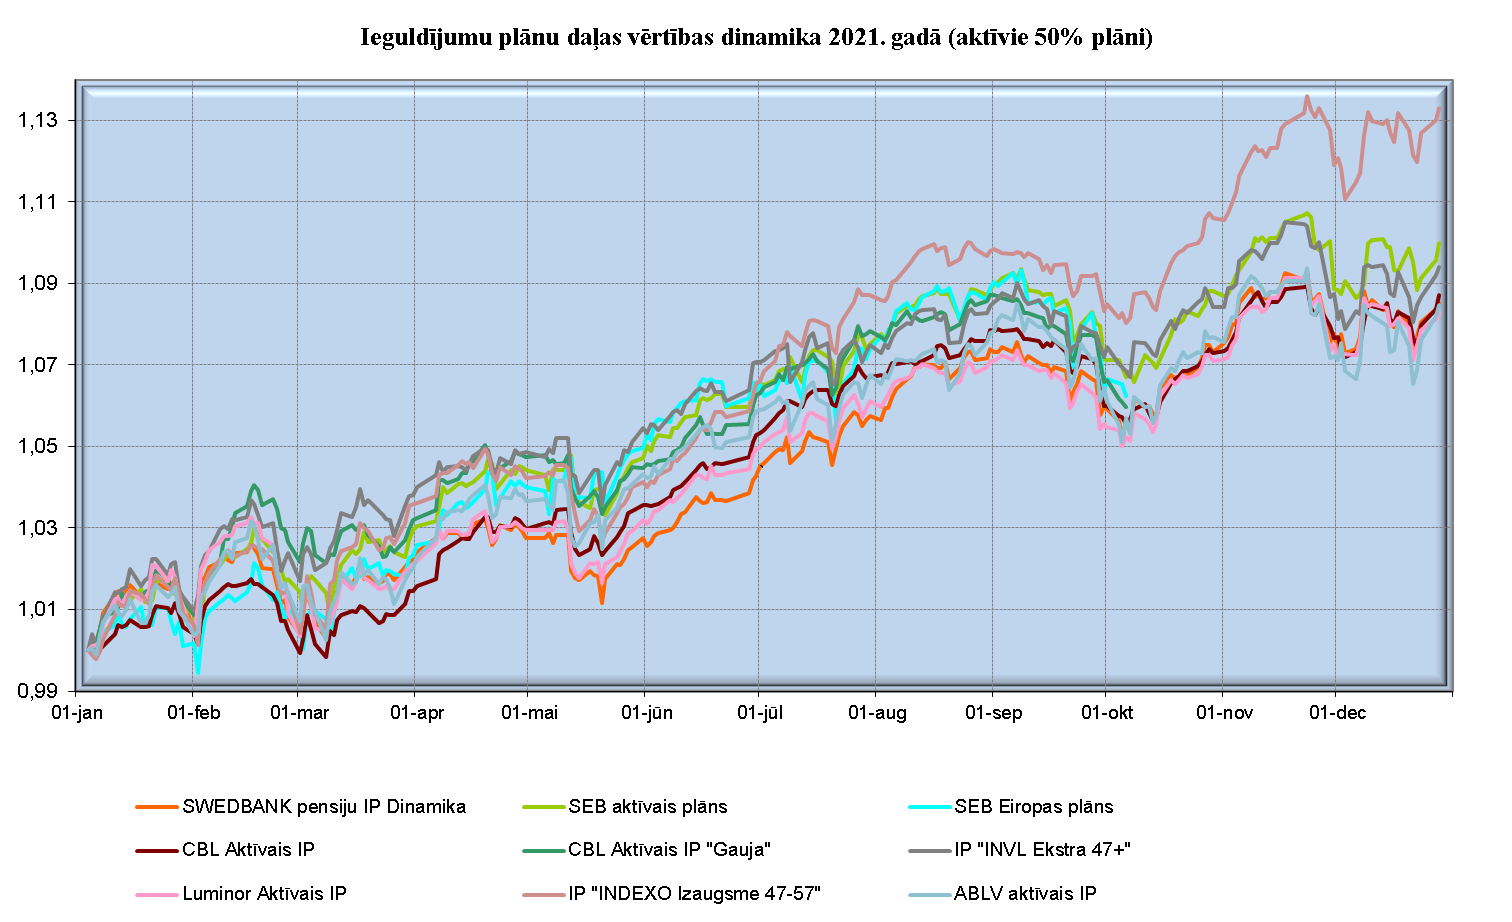 Ieguldījumu plānu daļas vērtības dinamika 2021. gadā (aktīvie 50% plāni)
1,13
1,11
1,09
1,07
1,05
1,03
1,01
0,99
01-jan 01-feb 01-mar 01-apr 01-mai 01-jūn 01-jūl 01-aug 01-sep 01-okt 01-nov 01-dec
SWEDBANK pensiju IP Dinamika SEB aktīvais plāns SEB Eiropas plāns
CBL Aktīvais IP CBL Aktīvais IP "Gauja" IP "INVL Ekstra 47+"
Luminor Aktīvais IP IP "INDEXO Izaugsme 47-57" ABLV aktīvais IP